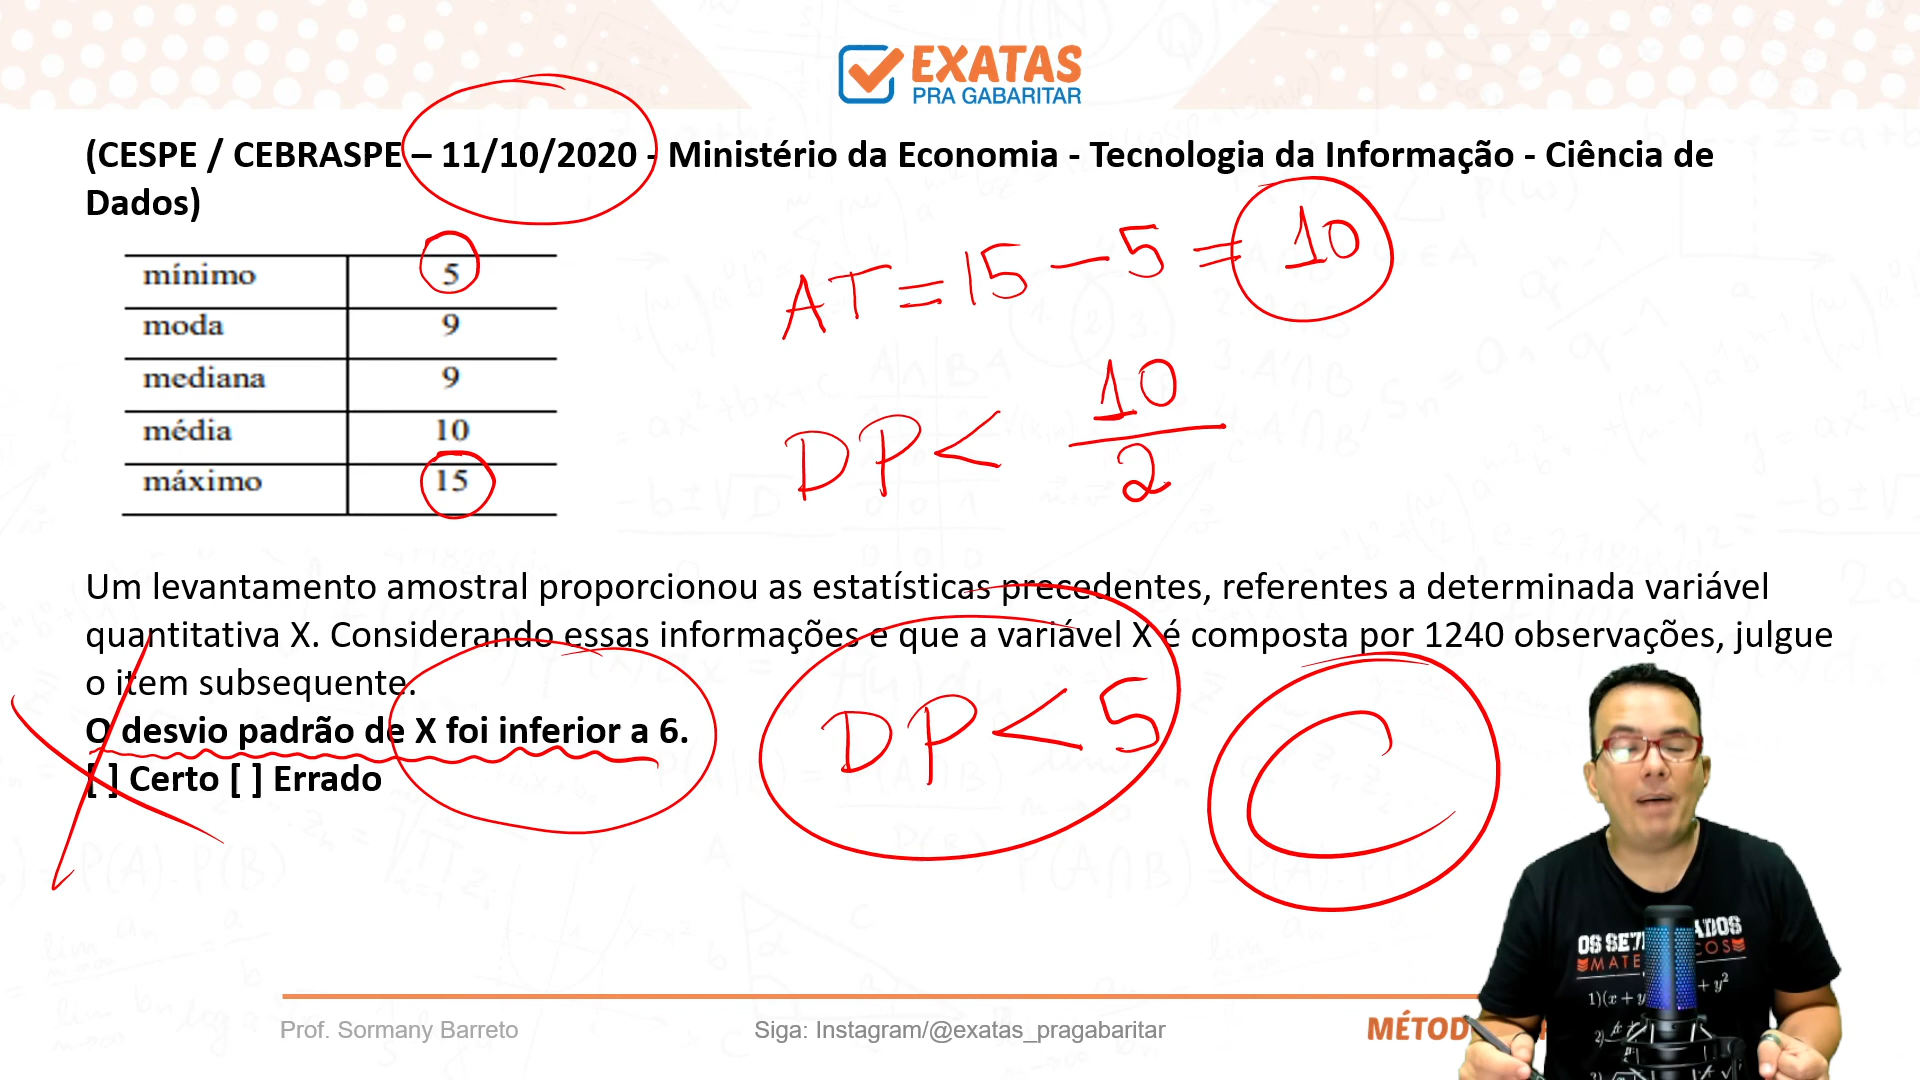 EXATAS
PRA GABARITAR
(CESPE / CEBRASPE – 11/10/2020 - Ministério da Economia - Tecnologia da Informação - Ciência de
Dados)
mínimo 5
moda 9
mediana 9
média 10
máximo 15
AT = 15 - 5 = 10
DP < 10/2
Um levantamento amostral proporcionou as estatísticas precedentes, referentes a determinada variável
quantitativa X. Considerando essas informações e que a variável X é composta por 1240 observações, julgue
o item subsequente.
O desvio padrão de X foi inferior a 6.
[ ] Certo [ ] Errado
DP < 5
C
Prof. Sormany Barreto
Siga: Instagram/@exatas_pragabaritar